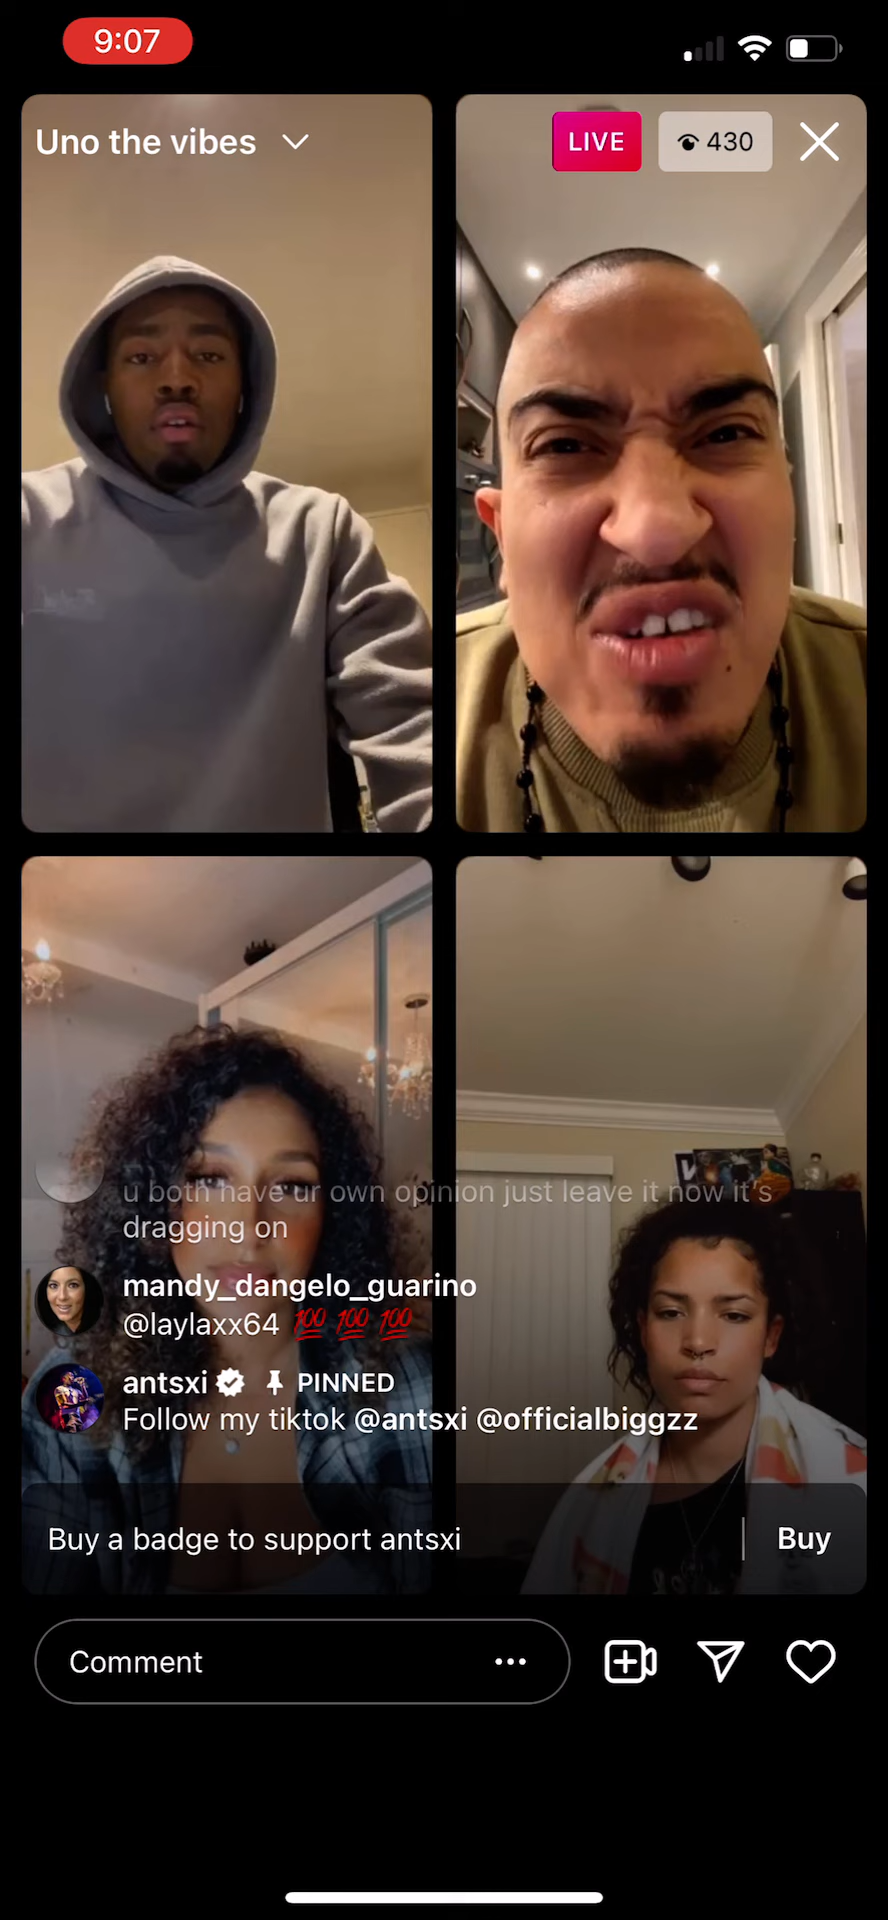 9:07
Uno the vibes
LIVE
430
u both have ur own opinion just leave it now it's
dragging on
mandy_dangelo_guarino
@laylaxx64 💯 💯 💯
antsxi PINNED
Follow my tiktok @antsxi @officialbiggzz
Buy a badge to support antsxi
Buy
Comment